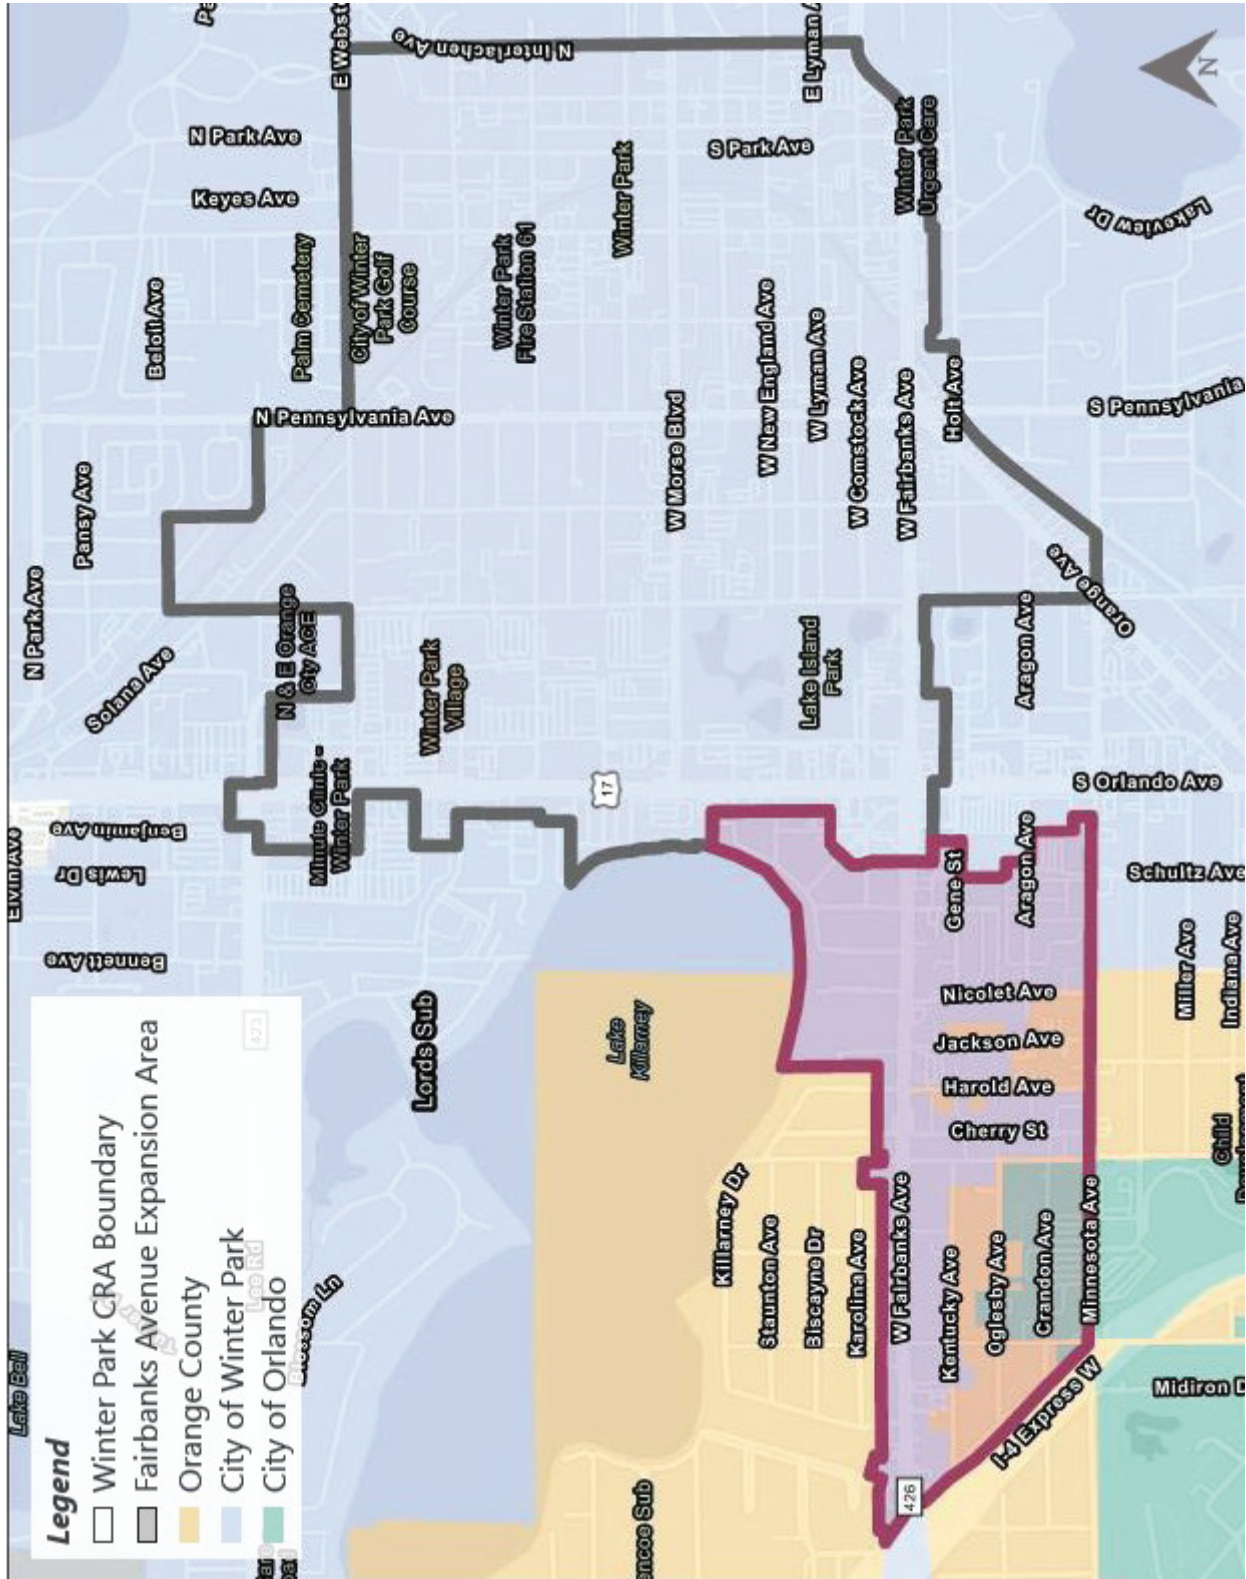 Legend
Winter Park CRA Boundary
Fairbanks Avenue Expansion Area
Orange County
City of Winter Park
City of Orlando
Lake Bell
Elvin Ave
N Park Ave
Pansy Ave
Bennett Ave
Lewis Dr
Benjamin Ave
Solana Ave
Beloit Ave
Keyes Ave
N Park Ave
423
Lee Rd
Blossom Ln
N & E Orange
City ACE
Palm Cemetery
E Webst
Minute Clinic -
Winter Park
N Pennsylvania Ave
City of Winter
Park Golf
Course
N Interlachen Ave
Lords Sub
Winter Park
Village
Winter Park
Fire Station 61
17
Lake
Killarney
Winter Park
encoe Sub
W Morse Blvd
Killarney Dr
S Park Ave
Staunton Ave
W New England Ave
Biscayne Dr
Lake Island
Park
W Lyman Ave
E Lyman A
Karolina Ave
W Comstock Ave
426
W Fairbanks Ave
W Fairbanks Ave
Winter Park
Urgent Care
Kentucky Ave
Cherry St
Harold Ave
Jackson Ave
Nicolet Ave
Gene St
Holt Ave
Oglesby Ave
Crandon Ave
Aragon Ave
Aragon Ave
I-4 Express W
Minnesota Ave
Orange Ave
S Orlando Ave
S Pennsylvania
Lakeview Dr
Schultz Ave
Midiron D
Miller Ave
Child
Indiana Ave
N